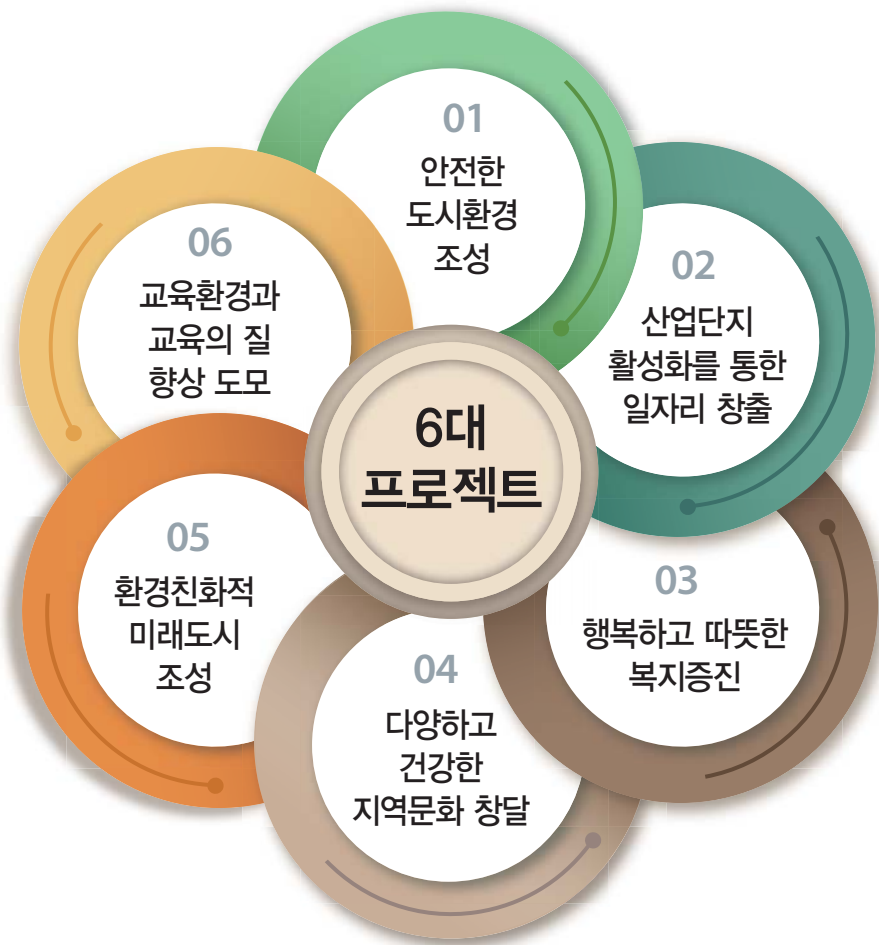 01
안전한
도시환경
조성
02
산업단지
활성화를 통한
일자리 창출
03
행복하고 따뜻한
복지증진
04
다양하고
건강한
지역문화 창달
05
환경친화적
미래도시
조성
06
교육환경과
교육의 질
향상 도모
6대
프로젝트